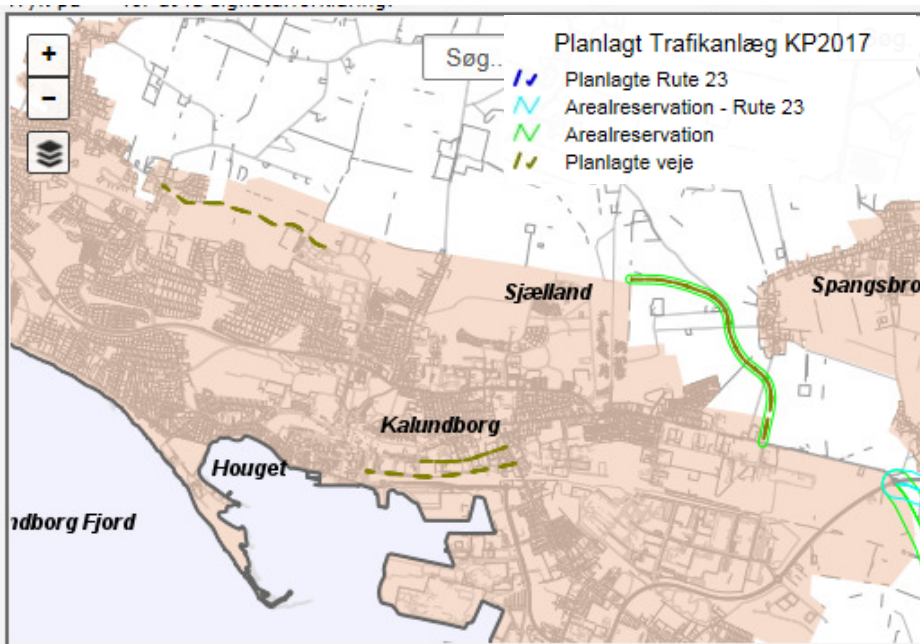 +
Søg..
Planlagt Trafikanlæg KP2017
−
Planlagte Rute 23
Arealreservation - Rute 23
Arealreservation
Planlagte veje
Sjælland
Spangsbro
Kalundborg
Houget
ndborg Fjord